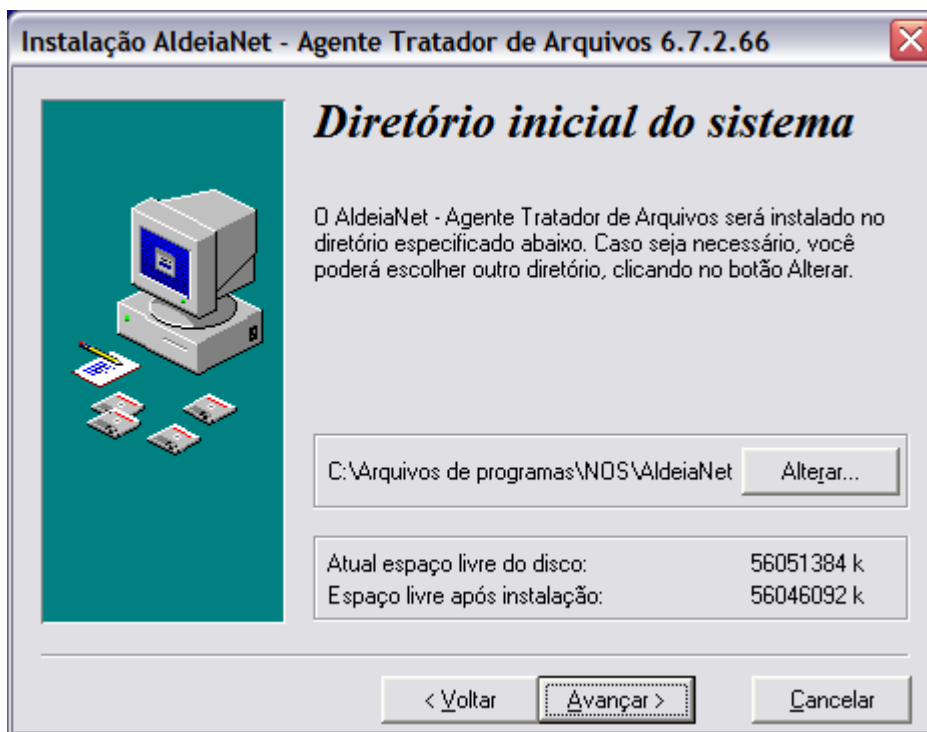 Instalação AldeiaNet - Agente Tratador de Arquivos 6.7.2.66
Diretório inicial do sistema
O AldeiaNet - Agente Tratador de Arquivos será instalado no
diretório especificado abaixo. Caso seja necessário, você
poderá escolher outro diretório, clicando no botão Alterar.
C:\Arquivos de programas\NOS\AldeiaNet
Alterar...
Atual espaço livre do disco: 56051384 k
Espaço livre após instalação: 56046092 k
< Voltar
Avançar >
Cancelar